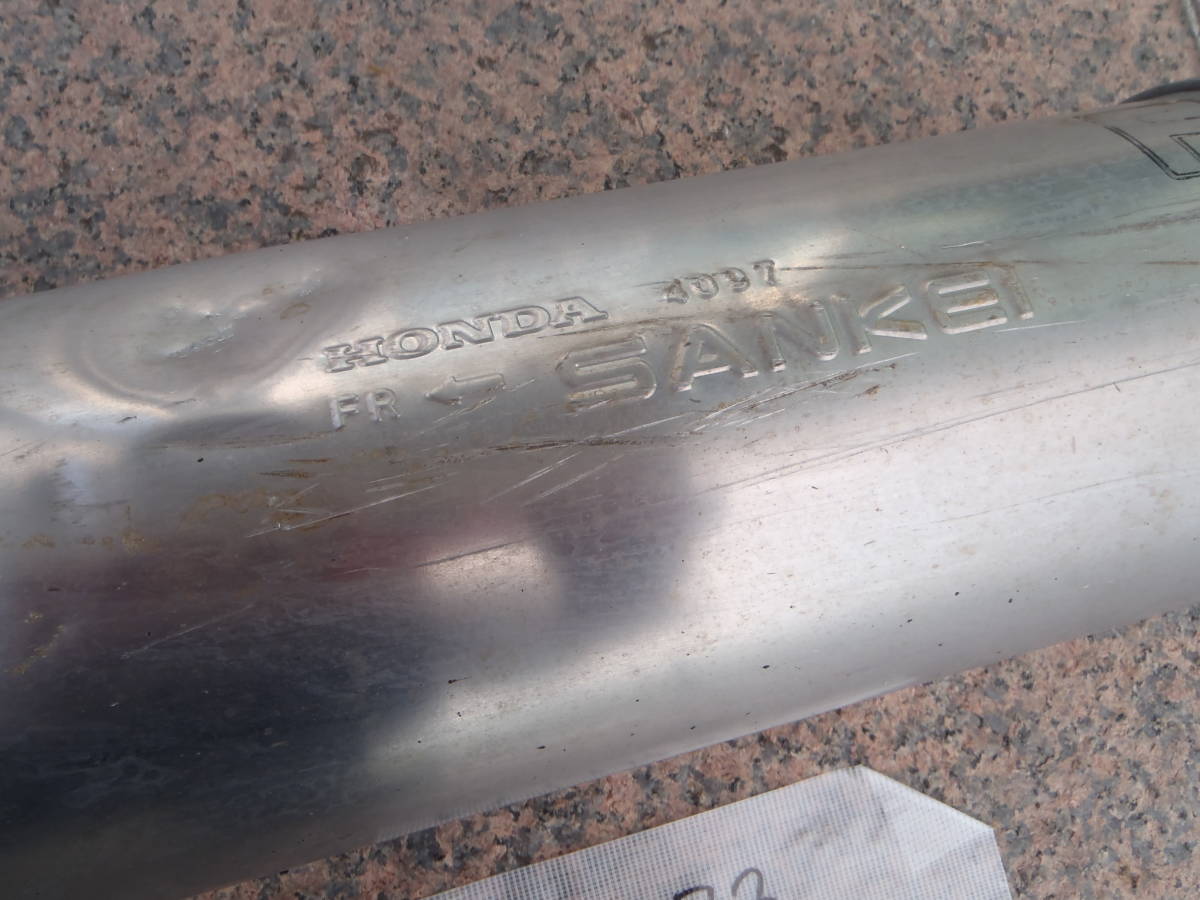 HONDA 4097
FR ← SANKEI